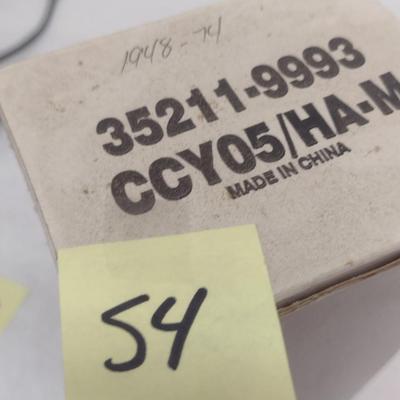 1948-74
35211-9993
CCY05/HA-M
MADE IN CHINA
54